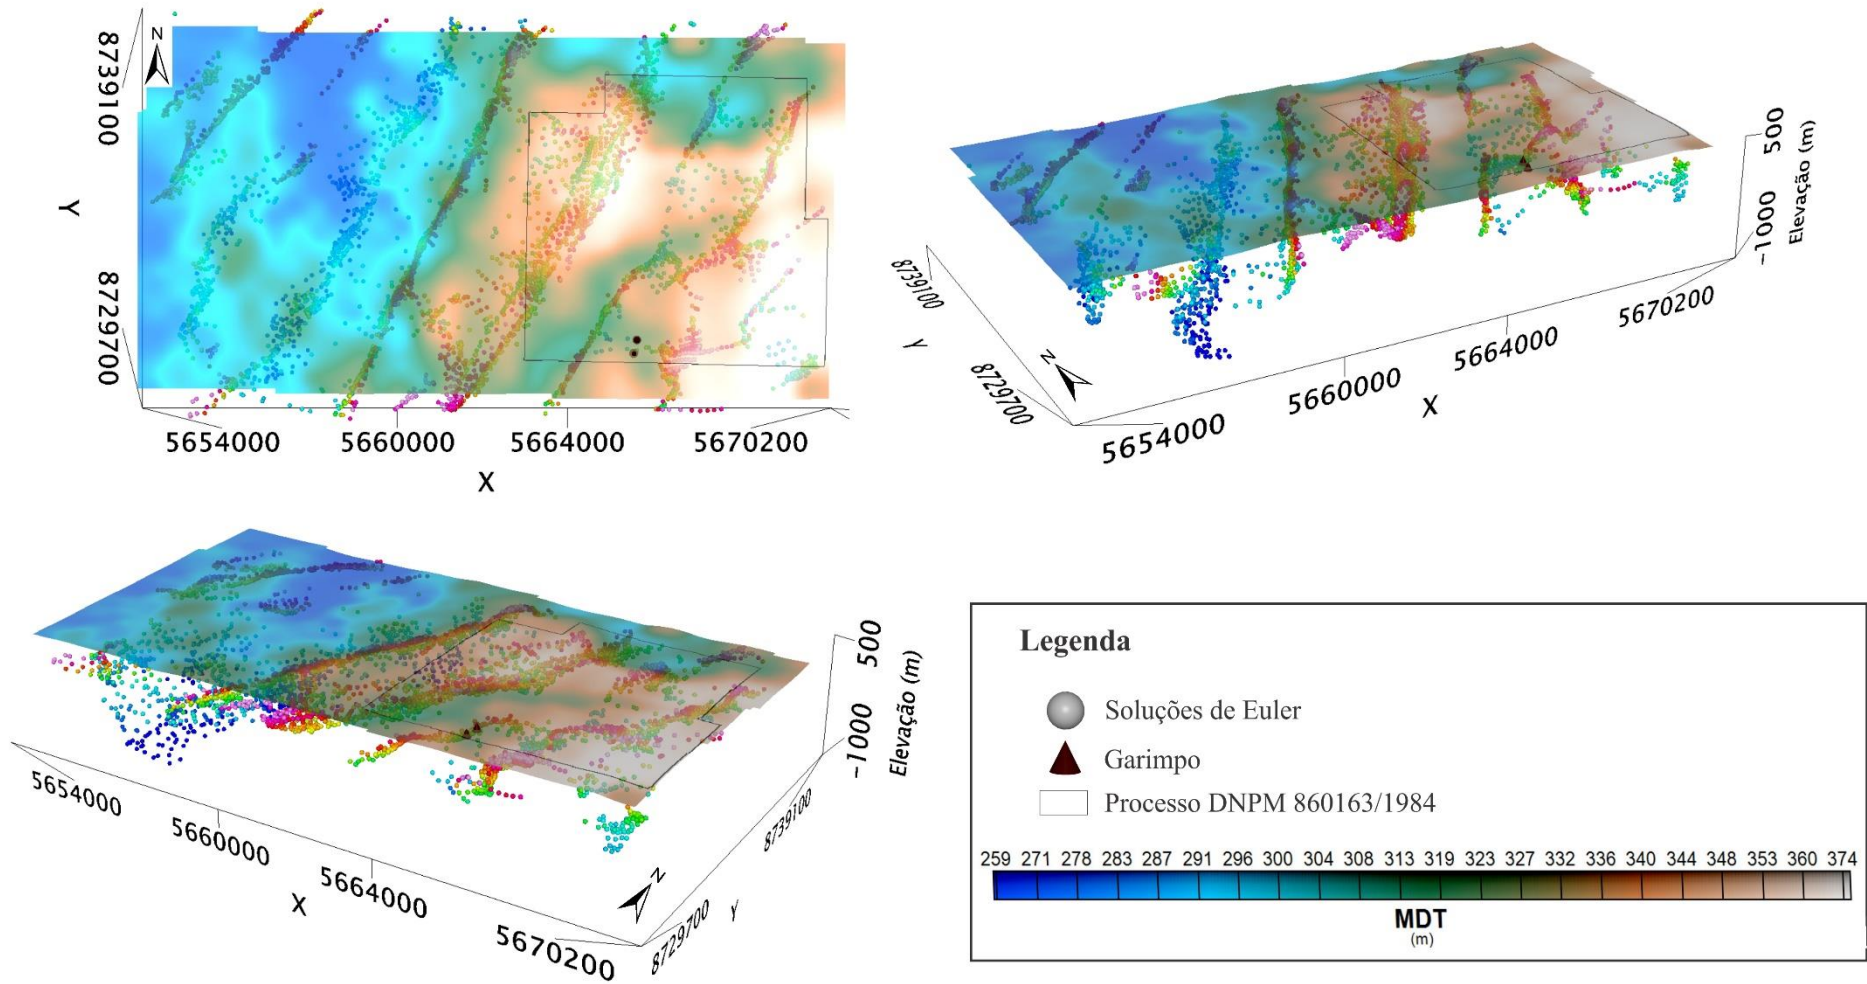 N
8739100
Y
8729700
5654000
5660000
5664000
5670200
X
500
-1000
Elevação (m)
8739100
Y
8729700
N
5654000
5660000
5664000
5670200
X
500
-1000
Elevação (m)
5654000
5660000
5664000
5670200
X
N
8739100
Y
8729700
Legenda
Soluções de Euler
Garimpo
Processo DNPM 860163/1984
259 271 278 283 287 291 296 300 304 308 313 319 323 327 332 336 340 344 348 353 360 374
MDT
(m)